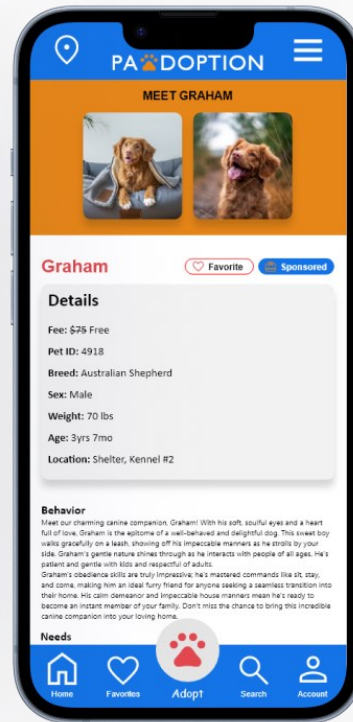 PA DOPTION
MEET GRAHAM
Graham
Favorite
Sponsored
Details
Fee: $75 Free
Pet ID: 4918
Breed: Australian Shepherd
Sex: Male
Weight: 70 lbs
Age: 3yrs 7mo
Location: Shelter, Kennel #2
Behavior
Meet our charming canine companion, Graham! With his soft, soulful eyes and a heart
full of love, Graham is the epitome of a well-behaved and delightful dog. This sweet boy
walks gracefully on a leash, showing off his impeccable manners as he strolls by your
side. Graham's gentle nature shines through as he interacts with people of all ages. He's
patient and gentle with kids and respectful of adults.
Graham's obedience skills are truly impressive; he's mastered commands like sit, stay,
and come, making him an ideal furry friend for anyone seeking a seamless transition into
their home. His calm demeanor and impeccable house manners mean he's ready to
become an instant member of your family. Don't miss the chance to bring this incredible
canine companion into your loving home.
Needs
Home
Favorites
Adopt
Search
Account